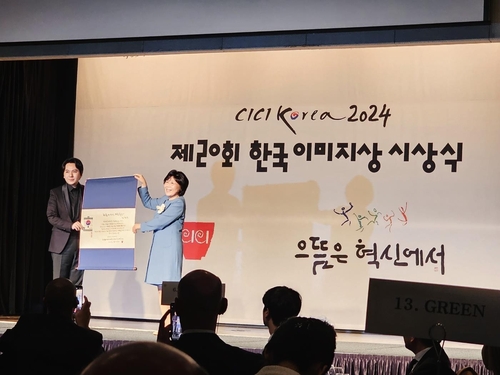 CICI Korea 2024
제20회 한국이미지상 시상식
CICI
으뜸은 혁신에서
13. GREEN